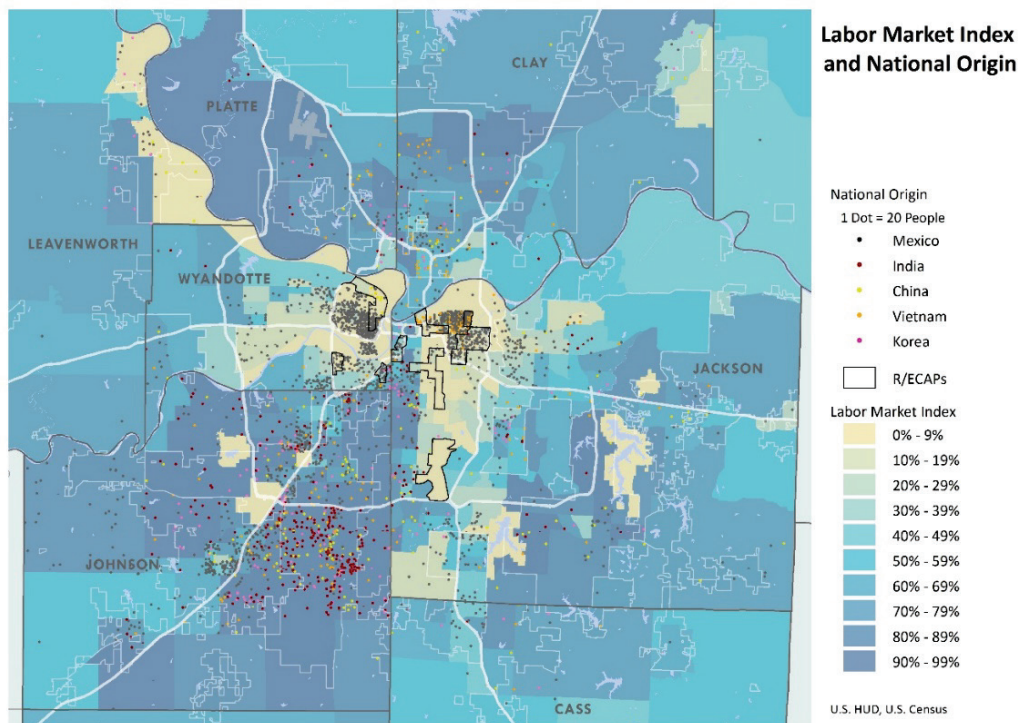 Labor Market Index
and National Origin
CLAY
PLATTE
LEAVENWORTH
WYANDOTTE
JACKSON
JOHNSON
CASS
National Origin
1 Dot = 20 People
Mexico
India
China
Vietnam
Korea
R/ECAPs
Labor Market Index
0% - 9%
10% - 19%
20% - 29%
30% - 39%
40% - 49%
50% - 59%
60% - 69%
70% - 79%
80% - 89%
90% - 99%
U.S. HUD, U.S. Census